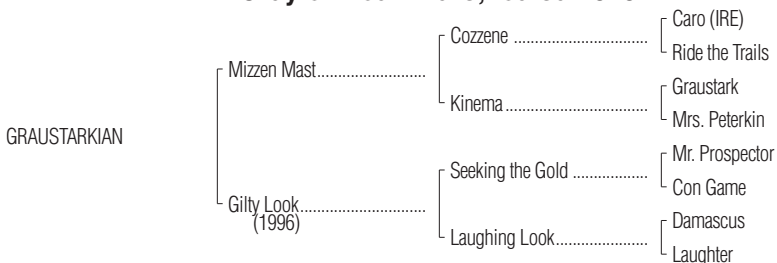 Caro (IRE)
Cozzene
Ride the Trails
Mizzen Mast
Graustark
Kinema
Mrs. Peterkin
GRAUSTARKIAN
Mr. Prospector
Seeking the Gold
Con Game
Gilty Look
(1996)
Damascus
Laughing Look
Laughter